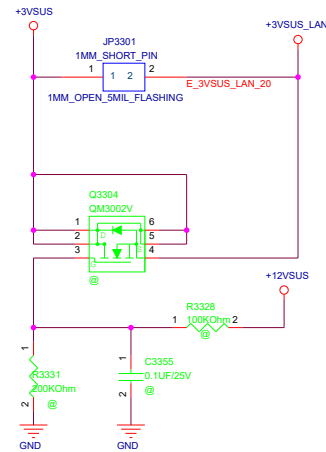 +3VSUS
+3VSUS_LAN
JP3301
1MM_SHORT_PIN
1 1 2 2
E_3VSUS_LAN_20
1MM_OPEN_5MIL_FLASHING
Q3304
QM3002V
1 6
2 5
3 4
D
S
G
@
+12VSUS
R3328
1 100KOhm 2
@
1
R3331
200KOhm
2 @
1
C3355
0.1UF/25V
2 @
GND GND